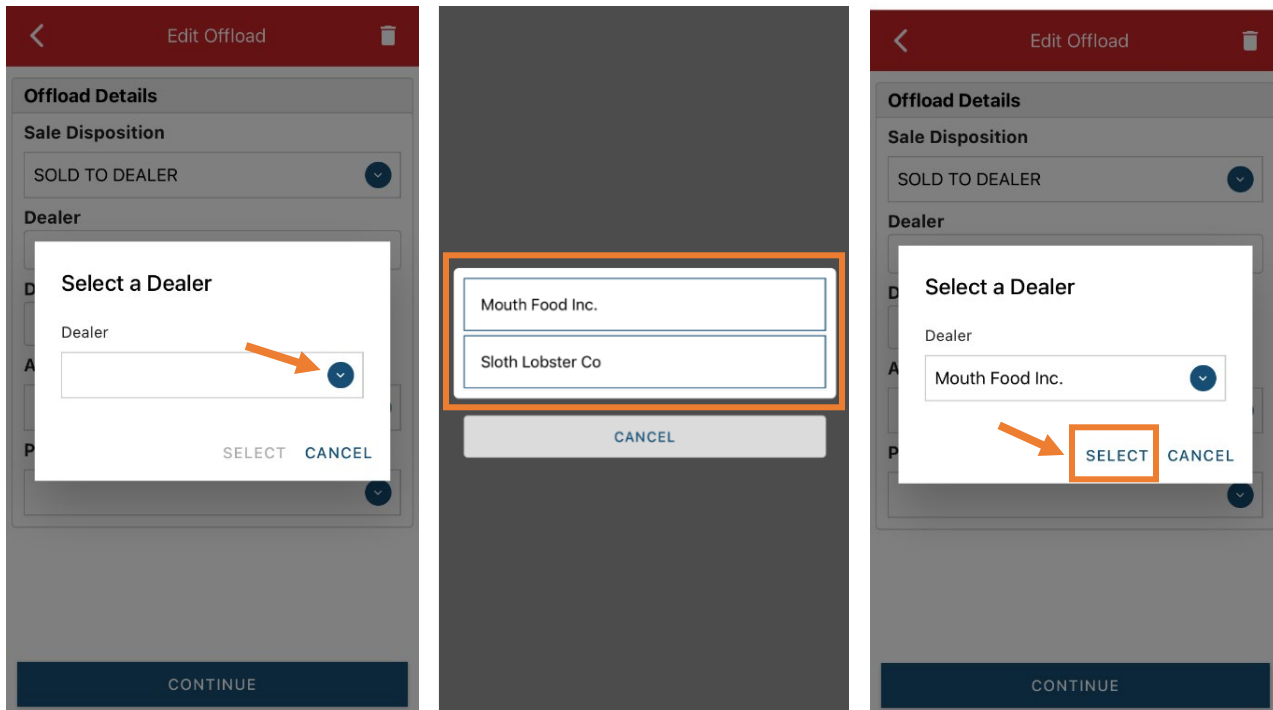 Edit Offload
Offload Details
Sale Disposition
SOLD TO DEALER
Dealer
D
Select a Dealer
Dealer
A
P
SELECT CANCEL
CONTINUE
Mouth Food Inc.
Sloth Lobster Co
CANCEL
Edit Offload
Offload Details
Sale Disposition
SOLD TO DEALER
Dealer
D
Select a Dealer
Dealer
A
Mouth Food Inc.
P
SELECT CANCEL
CONTINUE